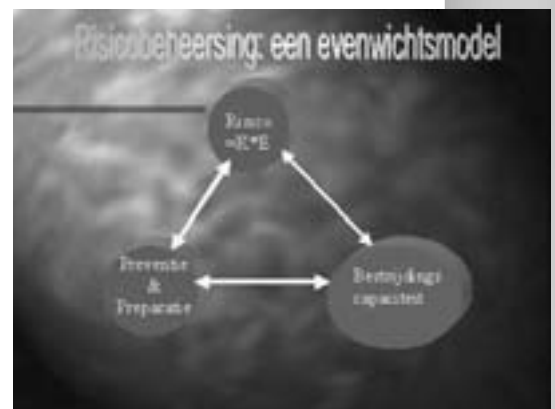 Risicobeheersing: een evenwichtsmodel
Risico
=K*E
Preventie
&
Preparatie
Bestrijdings
capaciteit